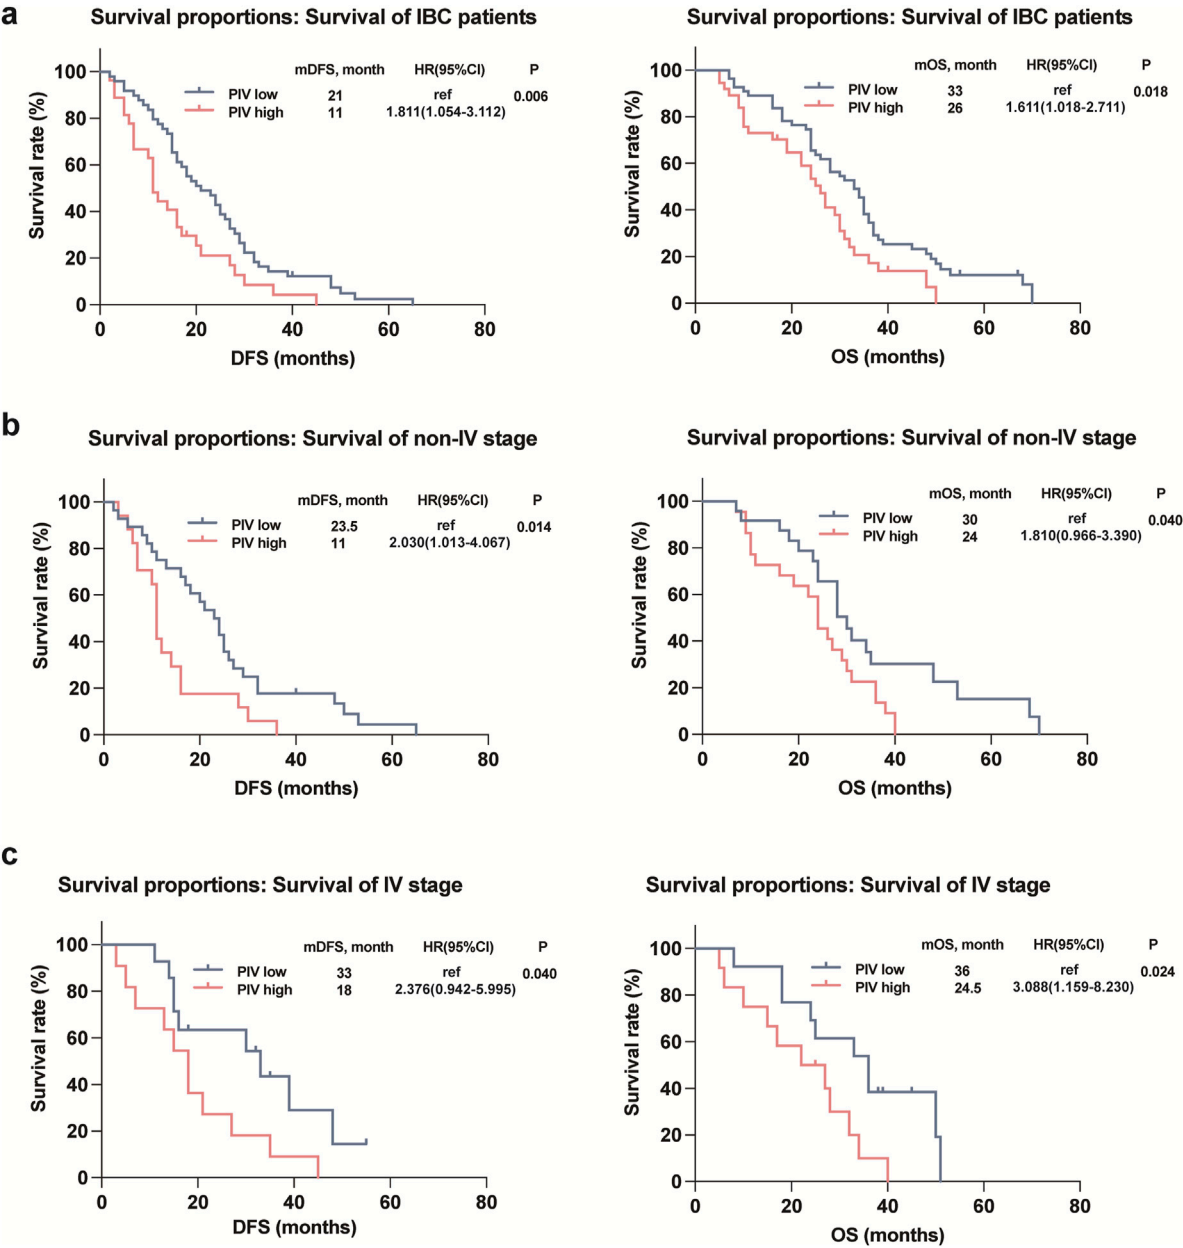 a
Survival proportions: Survival of IBC patients
mDFS, month HR(95%CI) P
PIV low 21 ref 0.006
PIV high 11 1.811(1.054-3.112)
Survival rate (%)
100
80
60
40
20
0
0 20 40 60 80
DFS (months)
Survival proportions: Survival of IBC patients
mOS, month HR(95%CI) P
PIV low 33 ref 0.018
PIV high 26 1.611(1.018-2.711)
Survival rate (%)
100
80
60
40
20
0
0 20 40 60 80
OS (months)
b
Survival proportions: Survival of non-IV stage
mDFS, month HR(95%CI) P
PIV low 23.5 ref 0.014
PIV high 11 2.030(1.013-4.067)
Survival rate (%)
100
80
60
40
20
0
0 20 40 60 80
DFS (months)
Survival proportions: Survival of non-IV stage
mOS, month HR(95%CI) P
PIV low 30 ref 0.040
PIV high 24 1.810(0.966-3.390)
Survival rate (%)
100
80
60
40
20
0
0 20 40 60 80
OS (months)
c
Survival proportions: Survival of IV stage
mDFS, month HR(95%CI) P
PIV low 33 ref 0.040
PIV high 18 2.376(0.942-5.995)
Survival rate (%)
100
80
60
40
20
0
0 20 40 60 80
DFS (months)
Survival proportions: Survival of IV stage
mOS, month HR(95%CI) P
PIV low 36 ref 0.024
PIV high 24.5 3.088(1.159-8.230)
Survival rate (%)
100
80
60
40
20
0
0 20 40 60 80
OS (months)